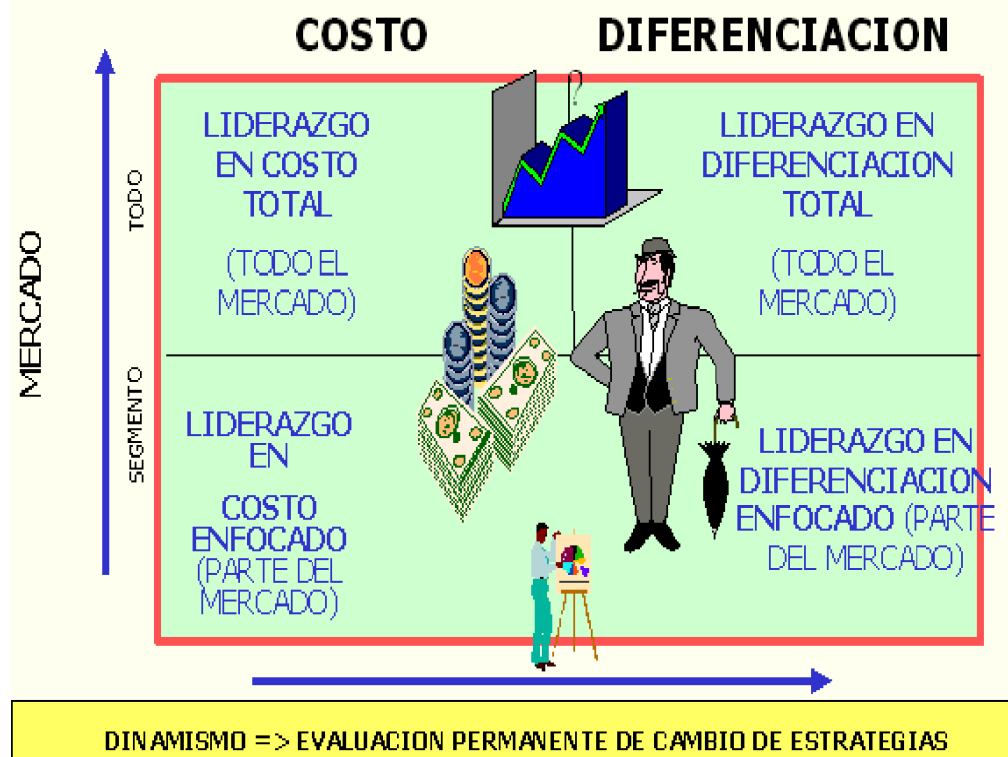 COSTO
DIFERENCIACION
MERCADO
TODO
SEGMENTO
LIDERAZGO
EN COSTO
TOTAL
(TODO EL
MERCADO)
?
LIDERAZGO EN
DIFERENCIACION
TOTAL
(TODO EL
MERCADO)
LIDERAZGO
EN
COSTO
ENFOCADO
(PARTE DEL
MERCADO)
LIDERAZGO EN
DIFERENCIACION
ENFOCADO (PARTE
DEL MERCADO)
DINAMISMO => EVALUACION PERMANENTE DE CAMBIO DE ESTRATEGIAS